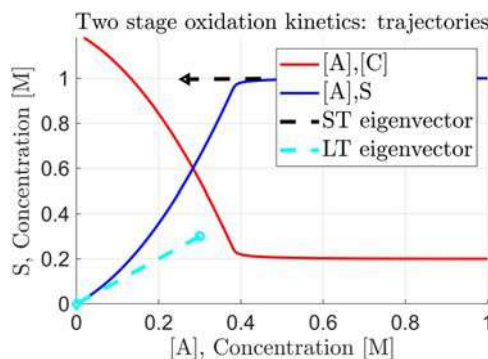 Two stage oxidation kinetics: trajectories
[A],[C]
[A],S
ST eigenvector
LT eigenvector
S, Concentration [M]
1
0.8
0.6
0.4
0.2
0
0 0.2 0.4 0.6 0.8 1
[A], Concentration [M]